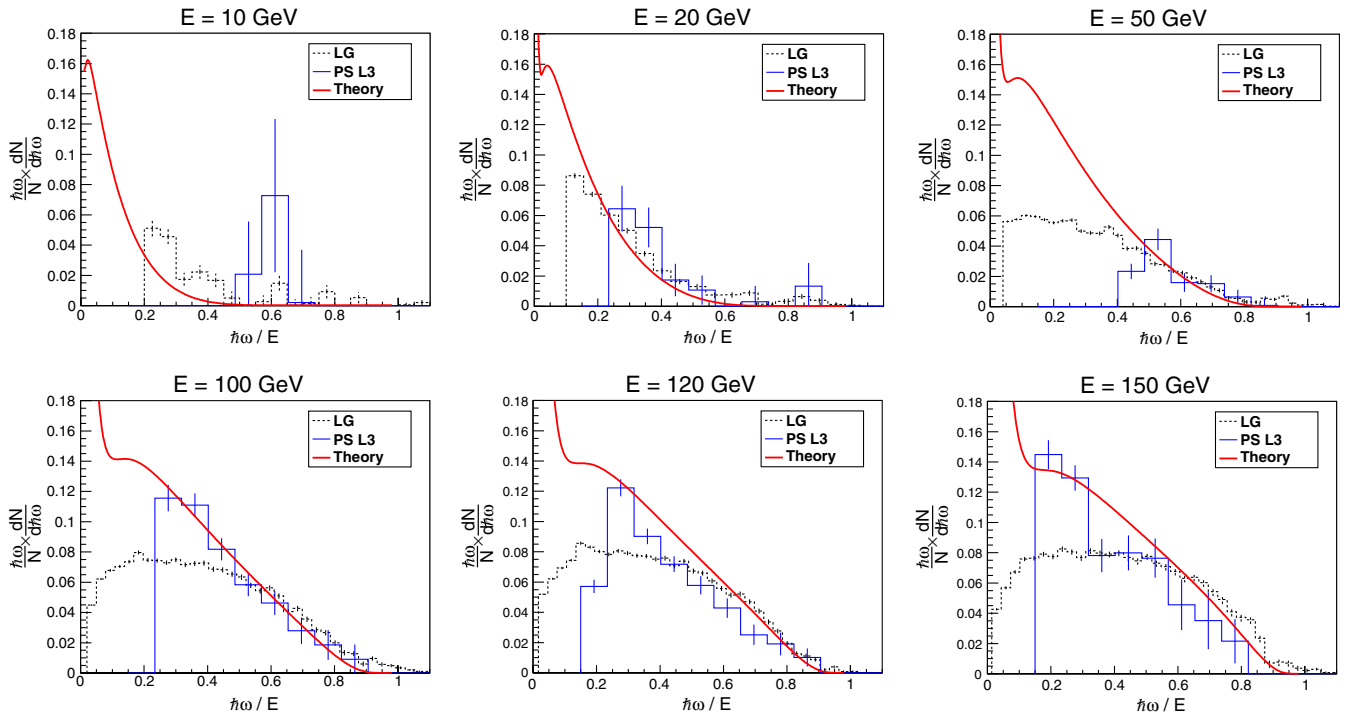 E = 10 GeV
0.18
0.16
0.14
0.12
0.1
0.08
0.06
0.04
0.02
0
ħω/N × dN/dħω
LG
PS L3
Theory
0 0.2 0.4 0.6 0.8 1
ħω / E
E = 20 GeV
0.18
0.16
0.14
0.12
0.1
0.08
0.06
0.04
0.02
0
ħω/N × dN/dħω
LG
PS L3
Theory
0 0.2 0.4 0.6 0.8 1
ħω / E
E = 50 GeV
0.18
0.16
0.14
0.12
0.1
0.08
0.06
0.04
0.02
0
ħω/N × dN/dħω
LG
PS L3
Theory
0 0.2 0.4 0.6 0.8 1
ħω / E
E = 100 GeV
0.18
0.16
0.14
0.12
0.1
0.08
0.06
0.04
0.02
0
ħω/N × dN/dħω
LG
PS L3
Theory
0 0.2 0.4 0.6 0.8 1
ħω / E
E = 120 GeV
0.18
0.16
0.14
0.12
0.1
0.08
0.06
0.04
0.02
0
ħω/N × dN/dħω
LG
PS L3
Theory
0 0.2 0.4 0.6 0.8 1
ħω / E
E = 150 GeV
0.18
0.16
0.14
0.12
0.1
0.08
0.06
0.04
0.02
0
ħω/N × dN/dħω
LG
PS L3
Theory
0 0.2 0.4 0.6 0.8 1
ħω / E